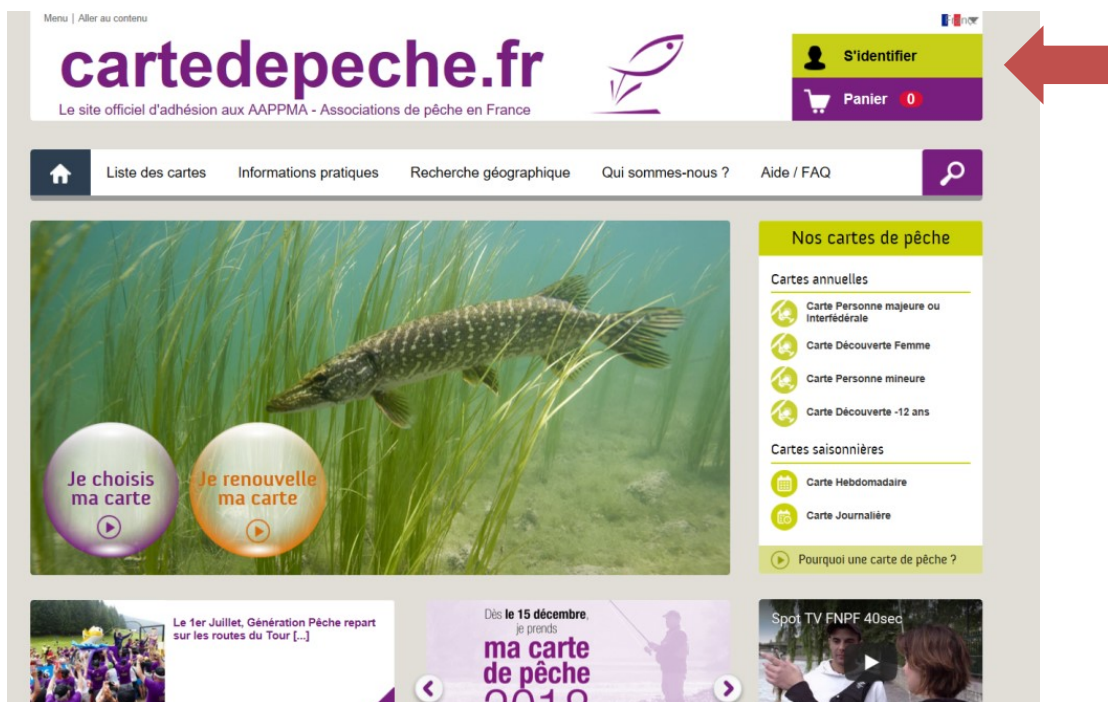 Menu | Aller au contenu
cartedepeche.fr
Le site officiel d'adhésion aux AAPPMA - Associations de pêche en France
S'identifier
Panier 0
Liste des cartes Informations pratiques Recherche géographique Qui sommes-nous ? Aide / FAQ
Je choisis
ma carte
Je renouvelle
ma carte
Nos cartes de pêche
Cartes annuelles
Carte Personne majeure ou
Interfédérale
Carte Découverte Femme
Carte Personne mineure
Carte Découverte -12 ans
Cartes saisonnières
Carte Hebdomadaire
Carte Journalière
Pourquoi une carte de pêche ?
Le 1er Juillet, Génération Pêche repart
sur les routes du Tour [...]
Dès le 15 décembre,
je prends
ma carte
de pêche
2018
Spot TV FNPF 40sec